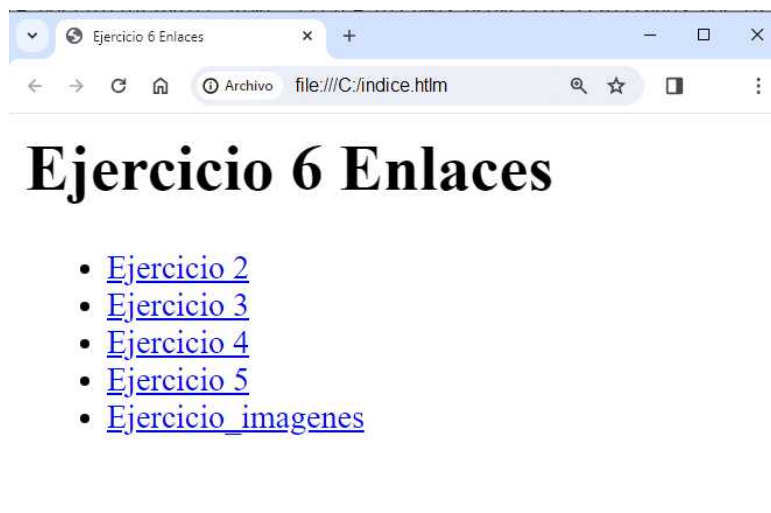 Ejercicio 6 Enlaces
Archivo file:///C:/indice.htlm
Ejercicio 6 Enlaces
Ejercicio 2
Ejercicio 3
Ejercicio 4
Ejercicio 5
Ejercicio_imagenes